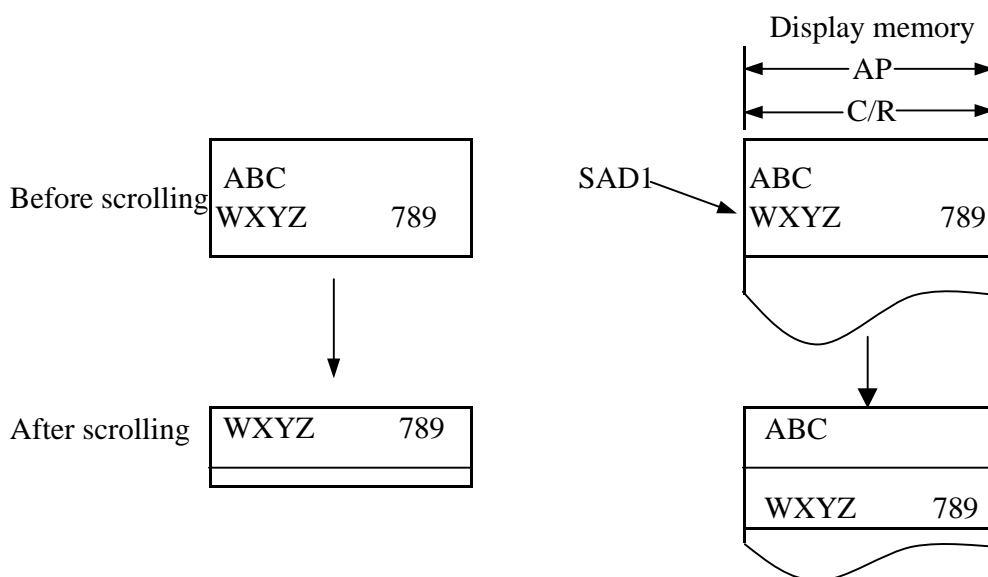 Display memory
AP
C/R
Before scrolling
ABC
WXYZ 789
SAD1
ABC
WXYZ 789
After scrolling
WXYZ 789
ABC
WXYZ 789